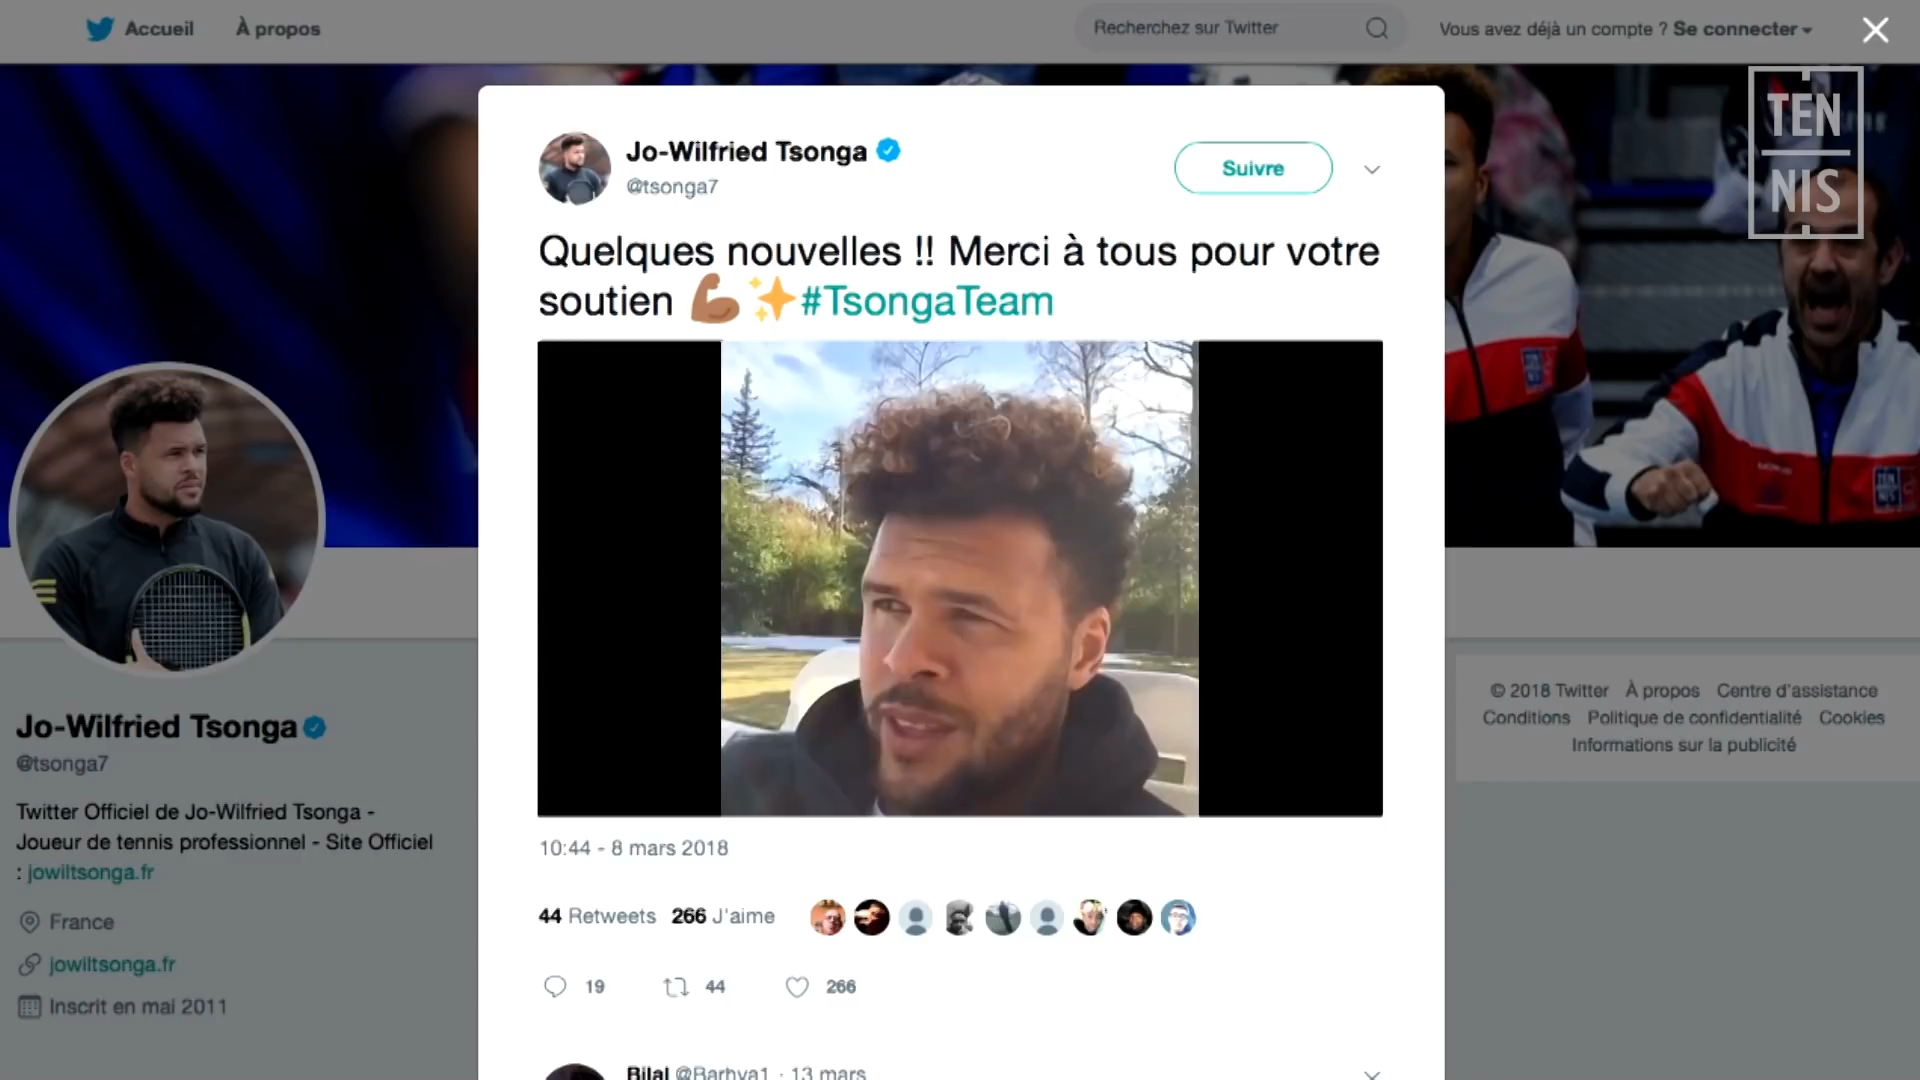 Accueil
À propos
Recherchez sur Twitter
Vous avez déjà un compte ? Se connecter
TEN
NIS
Jo-Wilfried Tsonga
@tsonga7
Suivre
Quelques nouvelles !! Merci à tous pour votre
soutien 💪🏾✨#TsongaTeam
10:44 - 8 mars 2018
44 Retweets 266 J'aime
19 44 266
Bilal @Barhya1 · 13 mars
Jo-Wilfried Tsonga
@tsonga7
Twitter Officiel de Jo-Wilfried Tsonga -
Joueur de tennis professionnel - Site Officiel
: jowiltsonga.fr
France
jowiltsonga.fr
Inscrit en mai 2011
TEN
NIS
© 2018 Twitter À propos Centre d'assistance
Conditions Politique de confidentialité Cookies
Informations sur la publicité